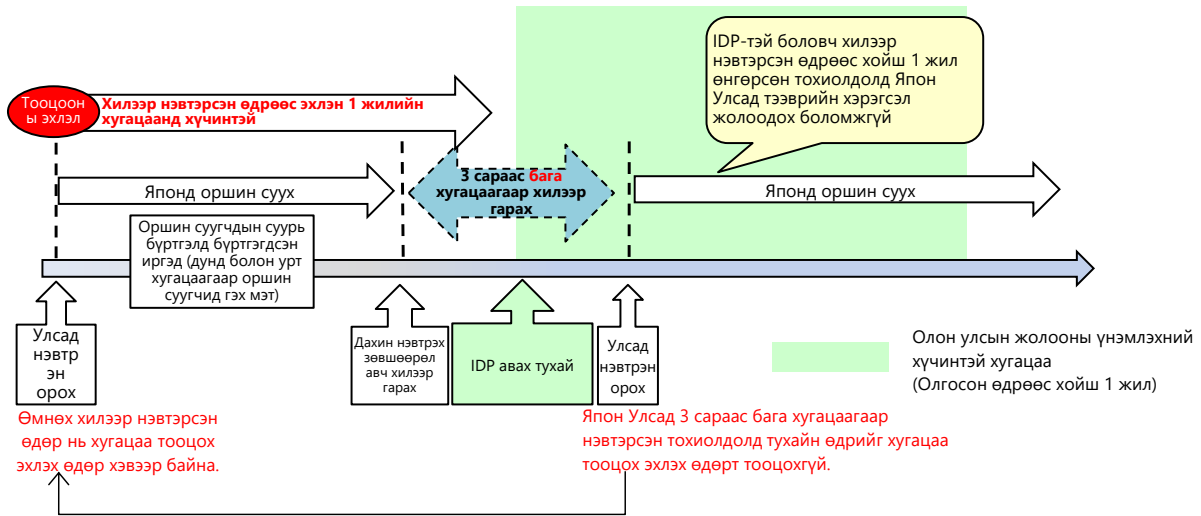 IDP-тэй боловч хилээр
нэвтэрсэн өдрөөс хойш 1 жил
өнгөрсөн тохиолдолд Япон
Улсад тээврийн хэрэгсэл
жолоодох боломжгүй
Тооцоон
ы эхлэл
Хилээр нэвтэрсэн өдрөөс эхлэн 1 жилийн
хугацаанд хүчинтэй
Японд оршин суух
3 сараас бага
хугацаагаар хилээр
гарах
Японд оршин суух
Оршин суугчдын суурь
бүртгэлд бүртгэгдсэн
иргэд (дунд болон урт
хугацаагаар оршин
суугчид гэх мэт)
Улсад
нэвтр
эн
орох
Дахин нэвтрэх
зөвшөөрөл
авч хилээр
гарах
IDP авах тухай
Улсад
нэвтрэн
орох
Олон улсын жолооны үнэмлэхний
хүчинтэй хугацаа
(Олгосон өдрөөс хойш 1 жил)
Өмнөх хилээр нэвтэрсэн
өдөр нь хугацаа тооцох
эхлэх өдөр хэвээр байна.
Япон Улсад 3 сараас бага хугацаагаар
нэвтэрсэн тохиолдолд тухайн өдрийг хугацаа
тооцох эхлэх өдөрт тооцохгүй.